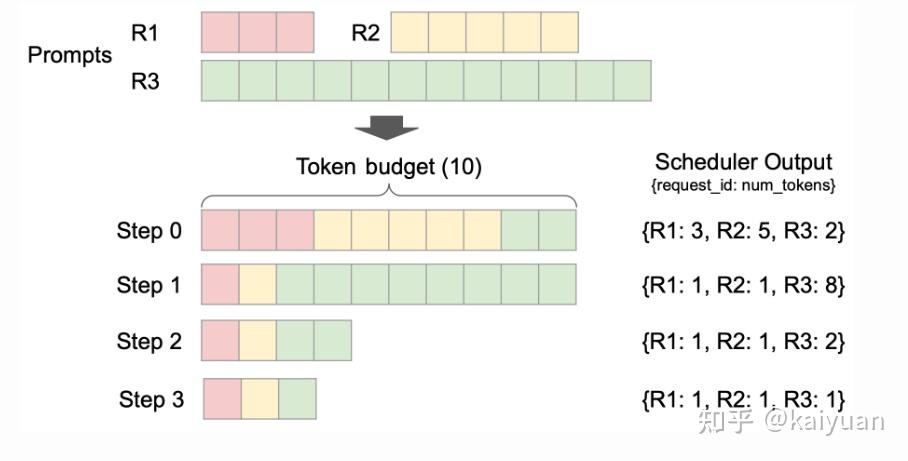 R1
R2
Prompts
R3
Token budget (10)
Scheduler Output
{request_id: num_tokens}
Step 0
{R1: 3, R2: 5, R3: 2}
Step 1
{R1: 1, R2: 1, R3: 8}
Step 2
{R1: 1, R2: 1, R3: 2}
Step 3
{R1: 1, R2: 1, R3: 1}
知乎 @kaiyuan